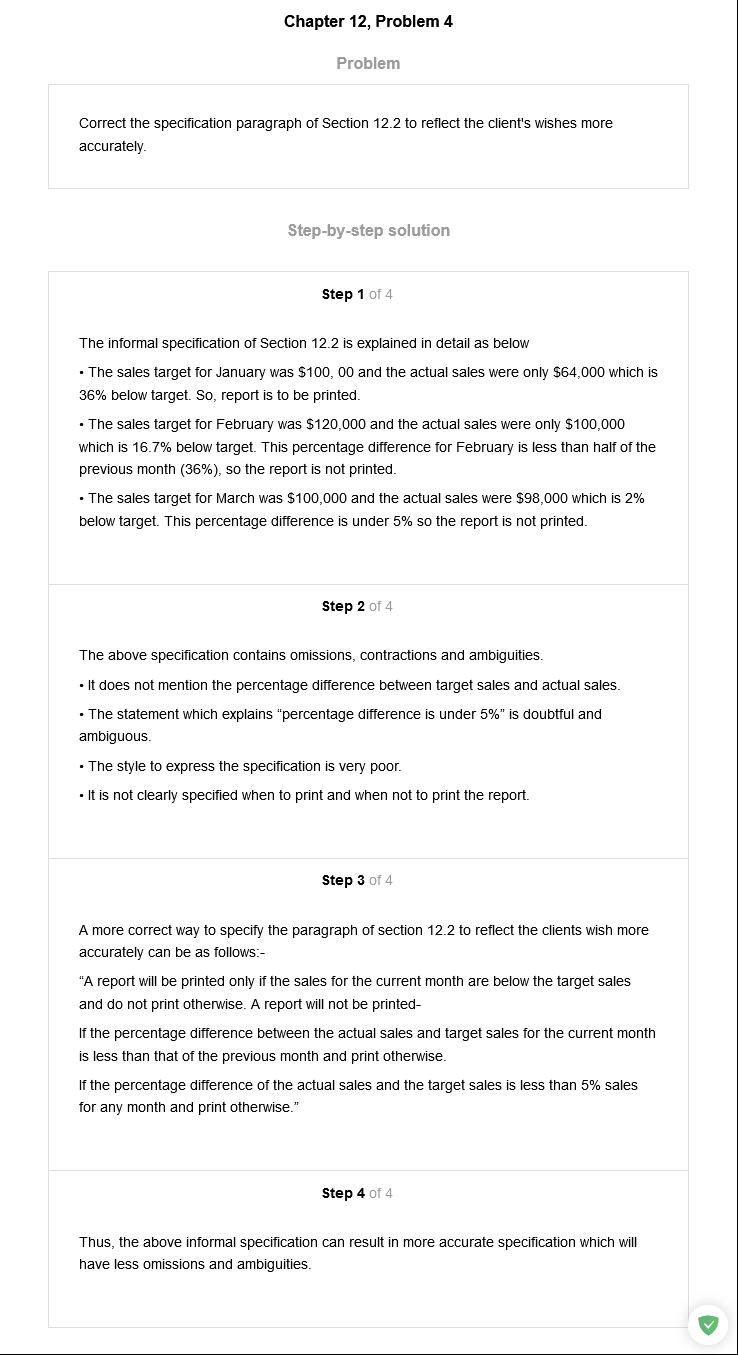 Chapter 12, Problem 4
Problem
Correct the specification paragraph of Section 12.2 to reflect the client's wishes more
accurately.
Step-by-step solution
Step 1 of 4
The informal specification of Section 12.2 is explained in detail as below
• The sales target for January was $100, 00 and the actual sales were only $64,000 which is
36% below target. So, report is to be printed.
• The sales target for February was $120,000 and the actual sales were only $100,000
which is 16.7% below target. This percentage difference for February is less than half of the
previous month (36%), so the report is not printed.
• The sales target for March was $100,000 and the actual sales were $98,000 which is 2%
below target. This percentage difference is under 5% so the report is not printed.
Step 2 of 4
The above specification contains omissions, contractions and ambiguities.
• It does not mention the percentage difference between target sales and actual sales.
• The statement which explains “percentage difference is under 5%” is doubtful and
ambiguous.
• The style to express the specification is very poor.
• It is not clearly specified when to print and when not to print the report.
Step 3 of 4
A more correct way to specify the paragraph of section 12.2 to reflect the clients wish more
accurately can be as follows:-
“A report will be printed only if the sales for the current month are below the target sales
and do not print otherwise. A report will not be printed-
If the percentage difference between the actual sales and target sales for the current month
is less than that of the previous month and print otherwise.
If the percentage difference of the actual sales and the target sales is less than 5% sales
for any month and print otherwise.”
Step 4 of 4
Thus, the above informal specification can result in more accurate specification which will
have less omissions and ambiguities.